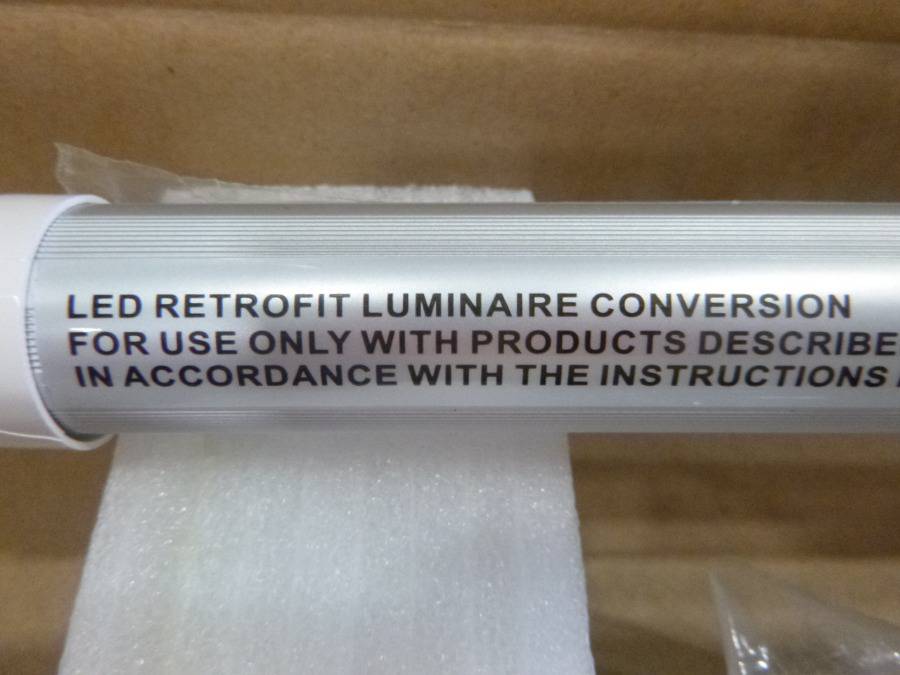 LED RETROFIT LUMINAIRE CONVERSION
FOR USE ONLY WITH PRODUCTS DESCRIBE
IN ACCORDANCE WITH THE INSTRUCTIONS